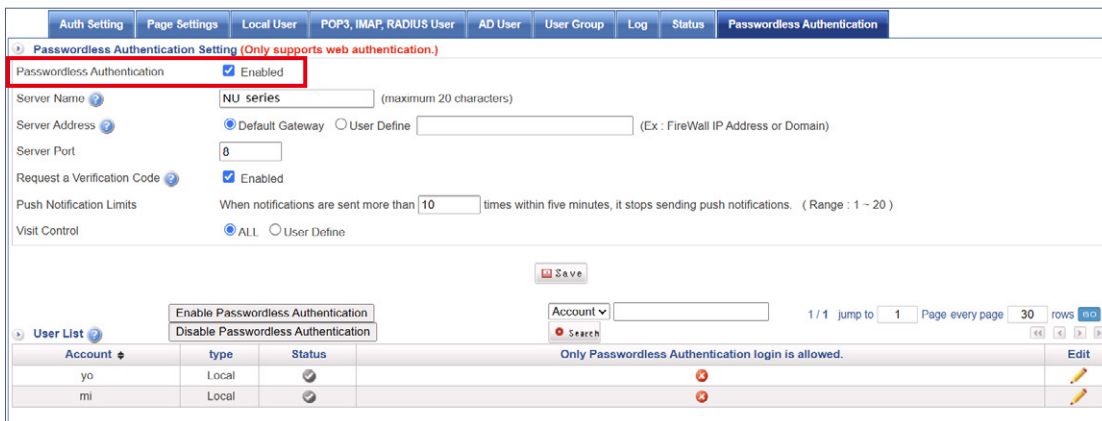 Auth Setting Page Settings Local User POP3, IMAP, RADIUS User AD User User Group Log Status Passwordless Authentication
Passwordless Authentication Setting (Only supports web authentication.)
Passwordless Authentication Enabled
Server Name NU series (maximum 20 characters)
Server Address Default Gateway User Define (Ex : FireWall IP Address or Domain)
Server Port 8
Request a Verification Code Enabled
Push Notification Limits When notifications are sent more than 10 times within five minutes, it stops sending push notifications. ( Range : 1 ~ 20 )
Visit Control ALL User Define
Save
Enable Passwordless Authentication Account 1 / 1 jump to 1 Page every page 30 rows GO
User List Disable Passwordless Authentication Search
Account type Status Only Passwordless Authentication login is allowed. Edit
yo Local
mi Local